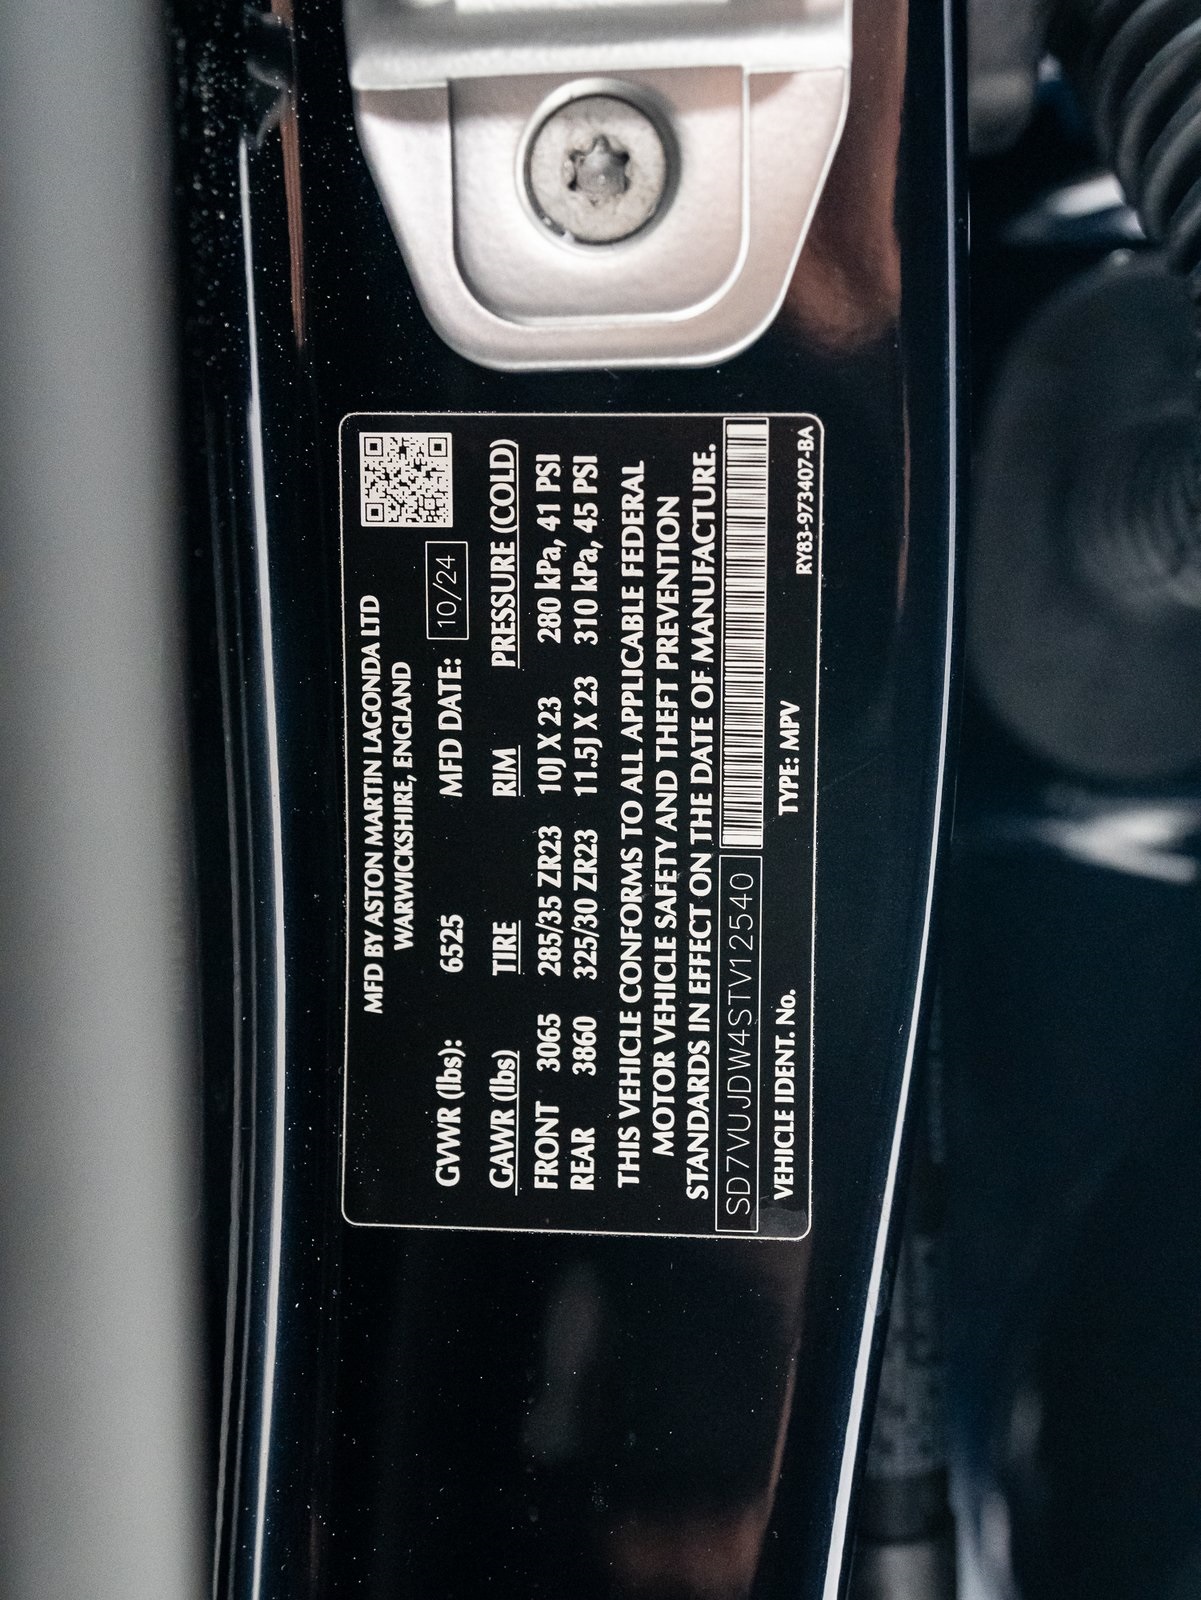 MFD BY ASTON MARTIN LAGONDA LTD
WARWICKSHIRE, ENGLAND
GVWR (lbs): 6525 MFD DATE: 10/24
GAWR (lbs) TIRE RIM PRESSURE (COLD)
FRONT 3065 285/35 ZR23 10J X 23 280 kPa, 41 PSI
REAR 3860 325/30 ZR23 11.5J X 23 310 kPa, 45 PSI
THIS VEHICLE CONFORMS TO ALL APPLICABLE FEDERAL
MOTOR VEHICLE SAFETY AND THEFT PREVENTION
STANDARDS IN EFFECT ON THE DATE OF MANUFACTURE.
SD7VUJDW4STV12540
VEHICLE IDENT. No. TYPE: MPV
RY83-973407-BA